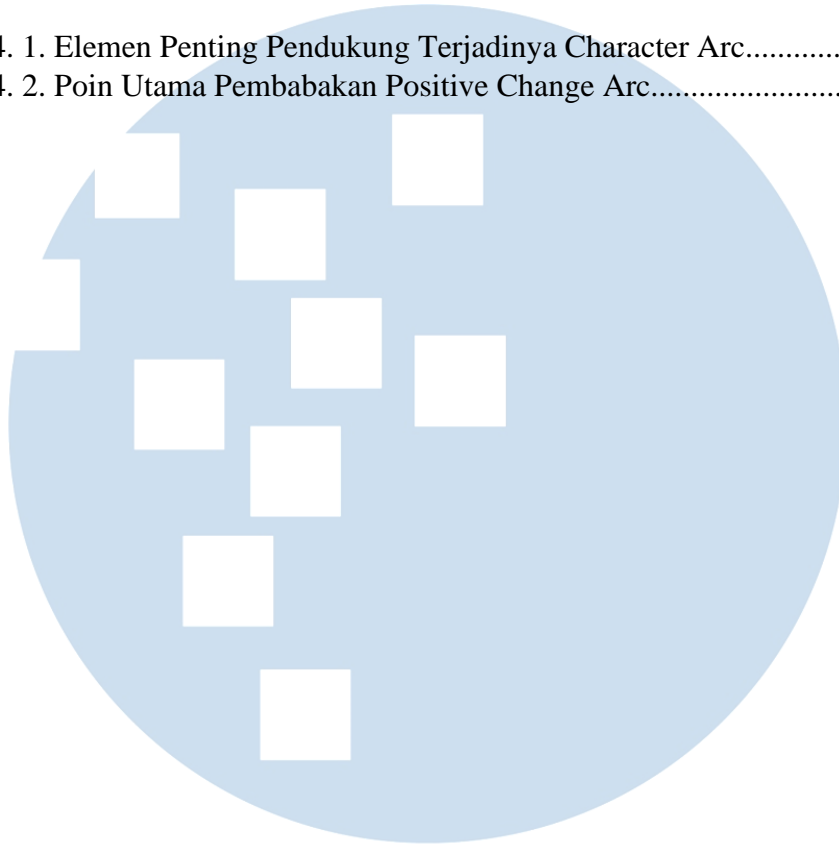 4. 1. Elemen Penting Pendukung Terjadinya Character Arc............
4. 2. Poin Utama Pembabakan Positive Change Arc........................